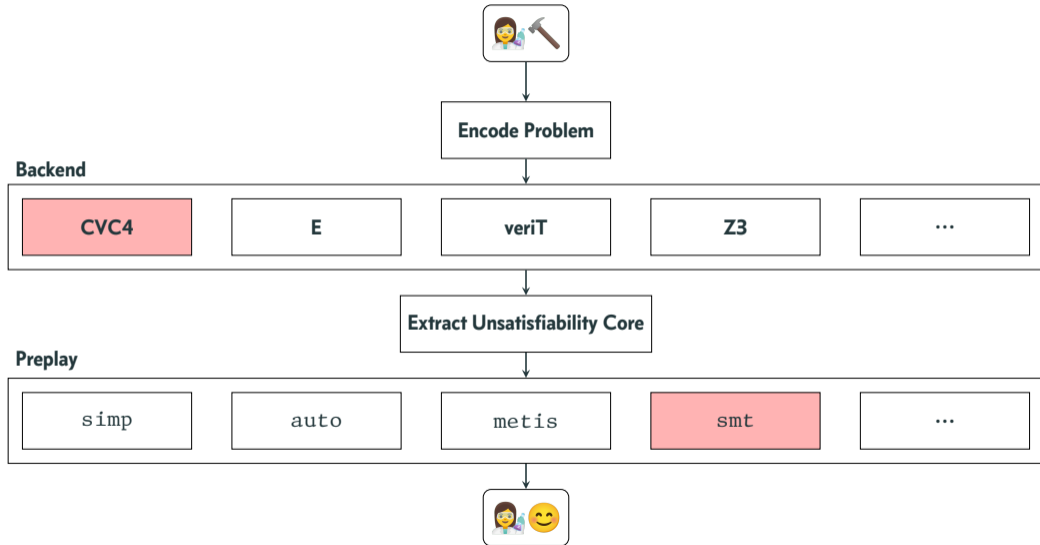 Encode Problem
Backend
CVC4
E
veriT
Z3
...
Extract Unsatisfiability Core
Preplay
simp
auto
metis
smt
...